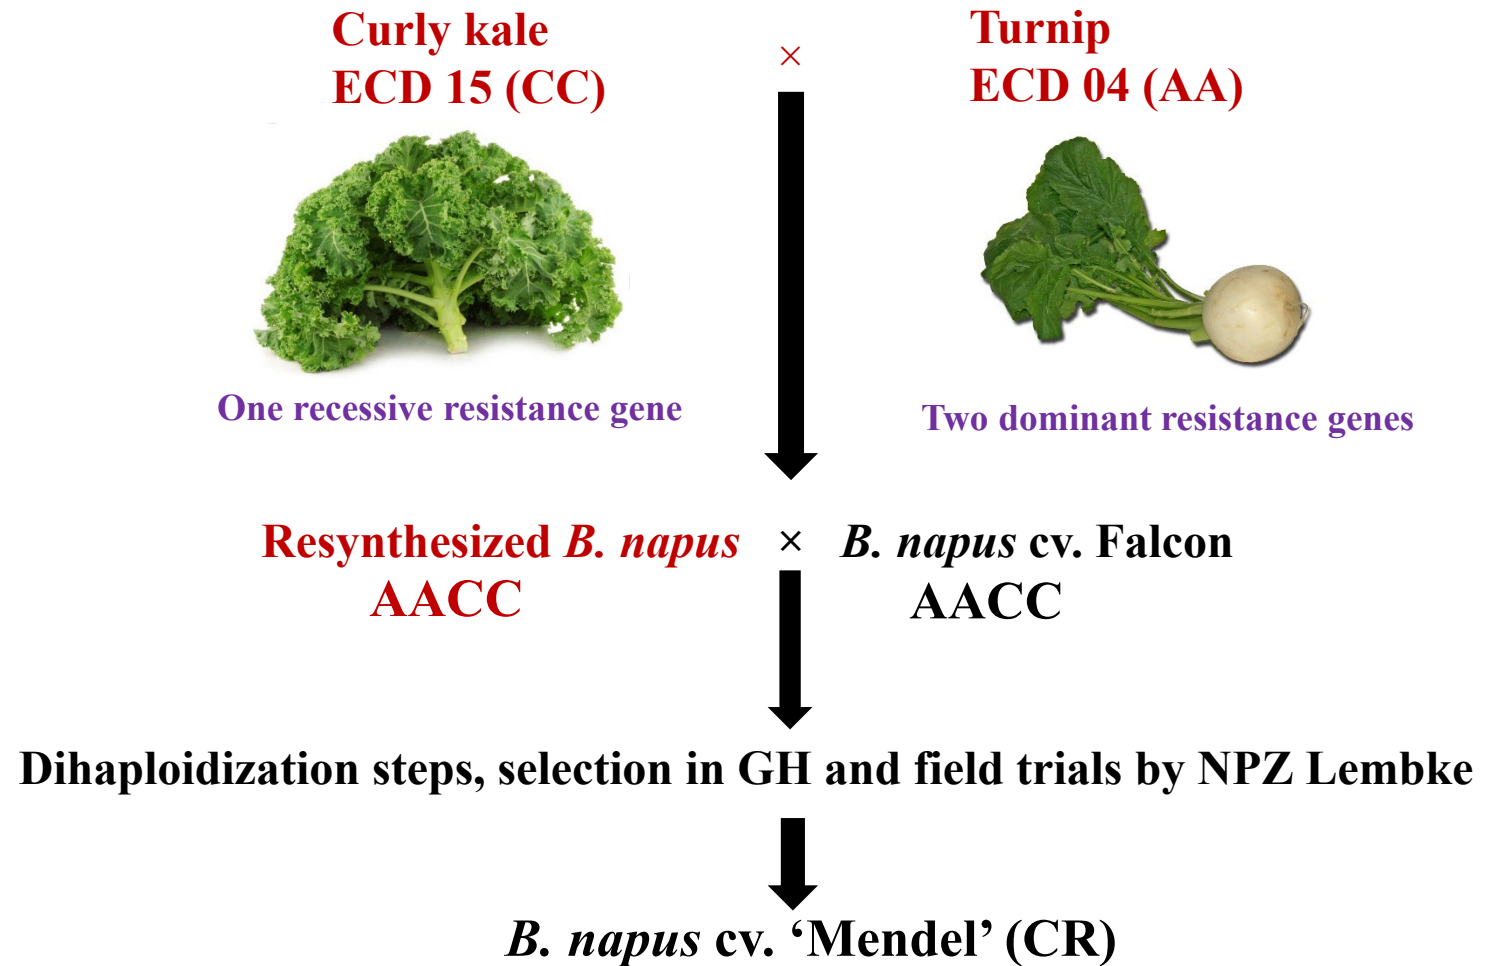 Curly kale
ECD 15 (CC)
×
Turnip
ECD 04 (AA)
One recessive resistance gene
Two dominant resistance genes
Resynthesized B. napus × B. napus cv. Falcon
AACC
AACC
Dihaploidization steps, selection in GH and field trials by NPZ Lembke
B. napus cv. ‘Mendel’ (CR)